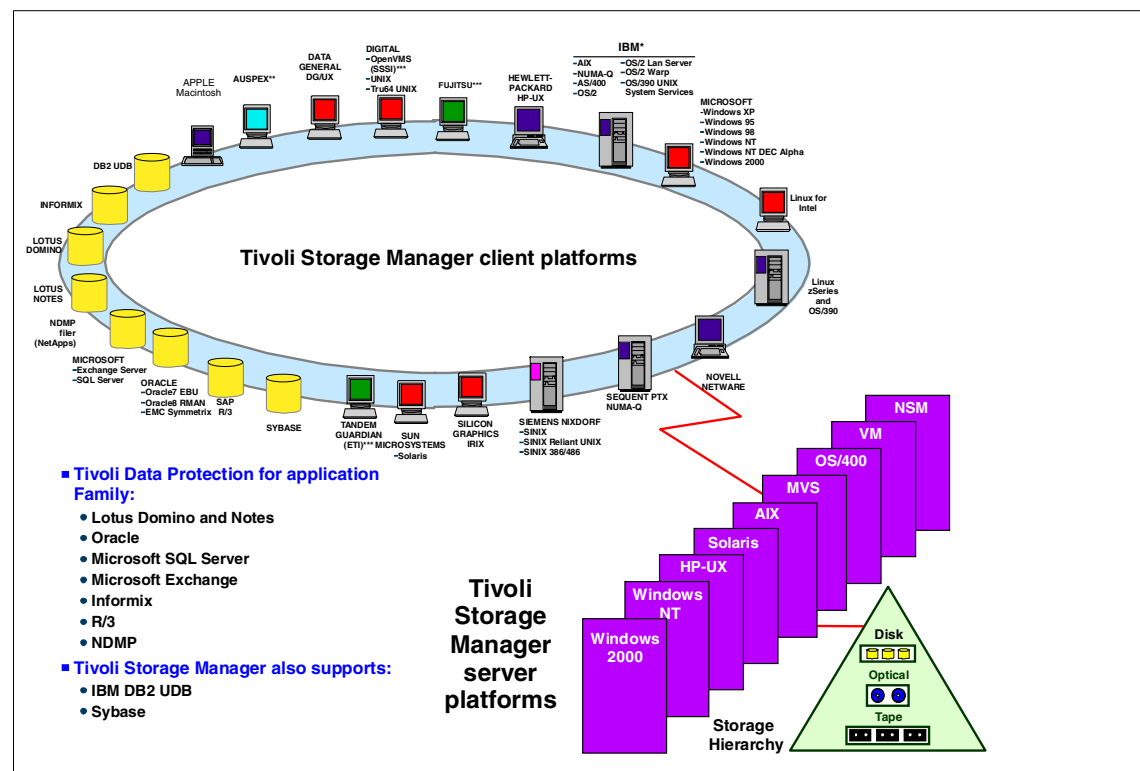 APPLE
Macintosh
AUSPEX**
DATA
GENERAL
DG/UX
DIGITAL
-OpenVMS
(SSSI)***
-UNIX
-Tru64 UNIX
FUJITSU***
HEWLETT-
PACKARD
HP-UX
IBM*
-AIX
-NUMA-Q
-AS/400
-OS/2
-OS/2 Lan Server
-OS/2 Warp
-OS/390 UNIX
System Services
MICROSOFT
-Windows XP
-Windows 95
-Windows 98
-Windows NT
-Windows NT DEC Alpha
-Windows 2000
Linux for
Intel
Linux
zSeries
and
OS/390
NOVELL
NETWARE
SEQUENT PTX
NUMA-Q
SIEMENS NIXDORF
-SINIX
-SINIX Reliant UNIX
-SINIX 386/486
SILICON
GRAPHICS
IRIX
SUN
MICROSYSTEMS
-Solaris
TANDEM
GUARDIAN
(ETI)***
SYBASE
SAP
R/3
ORACLE
-Oracle7 EBU
-Oracle8 RMAN
-EMC Symmetrix
MICROSOFT
-Exchange Server
-SQL Server
NDMP
filer
(NetApps)
LOTUS
NOTES
LOTUS
DOMINO
INFORMIX
DB2 UDB
Tivoli Storage Manager client platforms
Tivoli Data Protection for application
Family:
Lotus Domino and Notes
Oracle
Microsoft SQL Server
Microsoft Exchange
Informix
R/3
NDMP
Tivoli Storage Manager also supports:
IBM DB2 UDB
Sybase
Tivoli
Storage
Manager
server
platforms
NSM
VM
OS/400
MVS
AIX
Solaris
HP-UX
Windows
NT
Windows
2000
Storage
Hierarchy
Disk
Optical
Tape